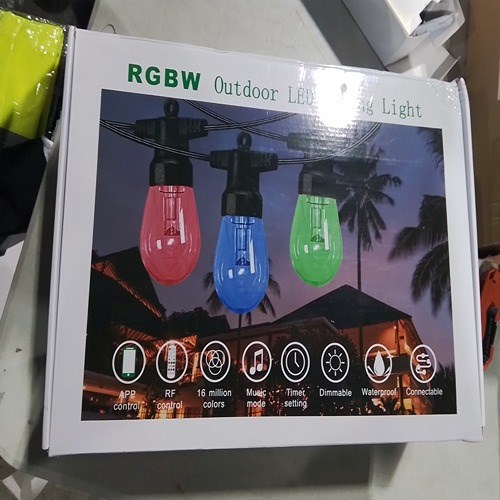 RGBW Outdoor LED Light
APP control
RF control
16 million colors
Music mode
Timer setting
Dimmable
Waterproof
Connectable